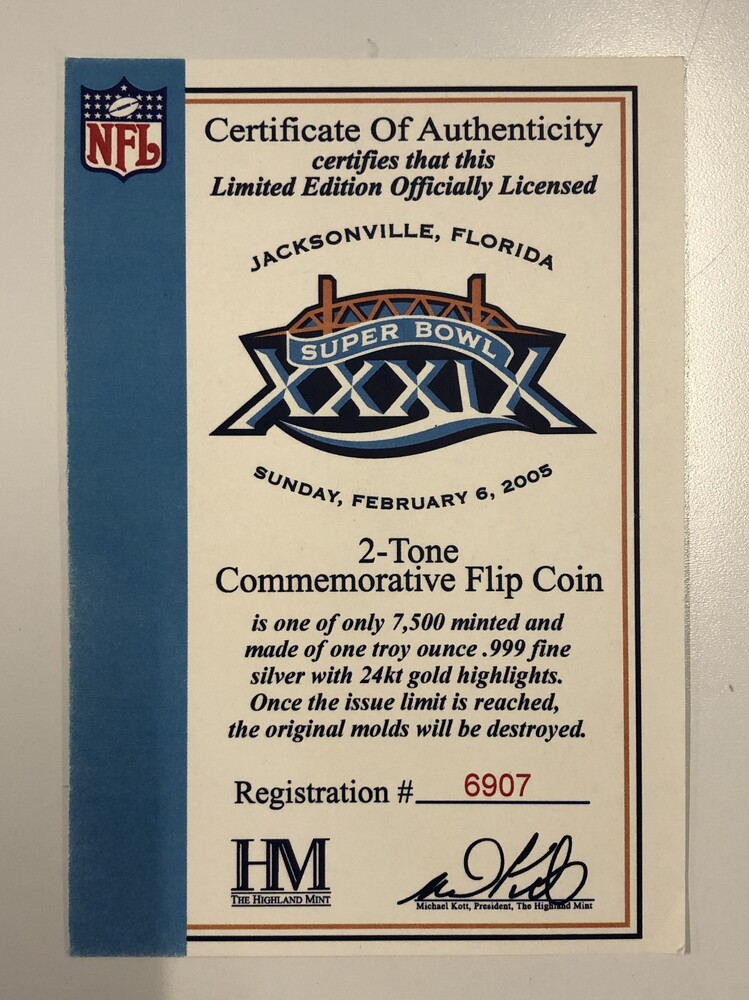 NFL
Certificate Of Authenticity
certifies that this
Limited Edition Officially Licensed
JACKSONVILLE, FLORIDA
SUPER BOWL
XXXIX
SUNDAY, FEBRUARY 6, 2005
2-Tone
Commemorative Flip Coin
is one of only 7,500 minted and
made of one troy ounce .999 fine
silver with 24kt gold highlights.
Once the issue limit is reached,
the original molds will be destroyed.
Registration # 6907
HM
THE HIGHLAND MINT
Michael Kott, President, The Highland Mint